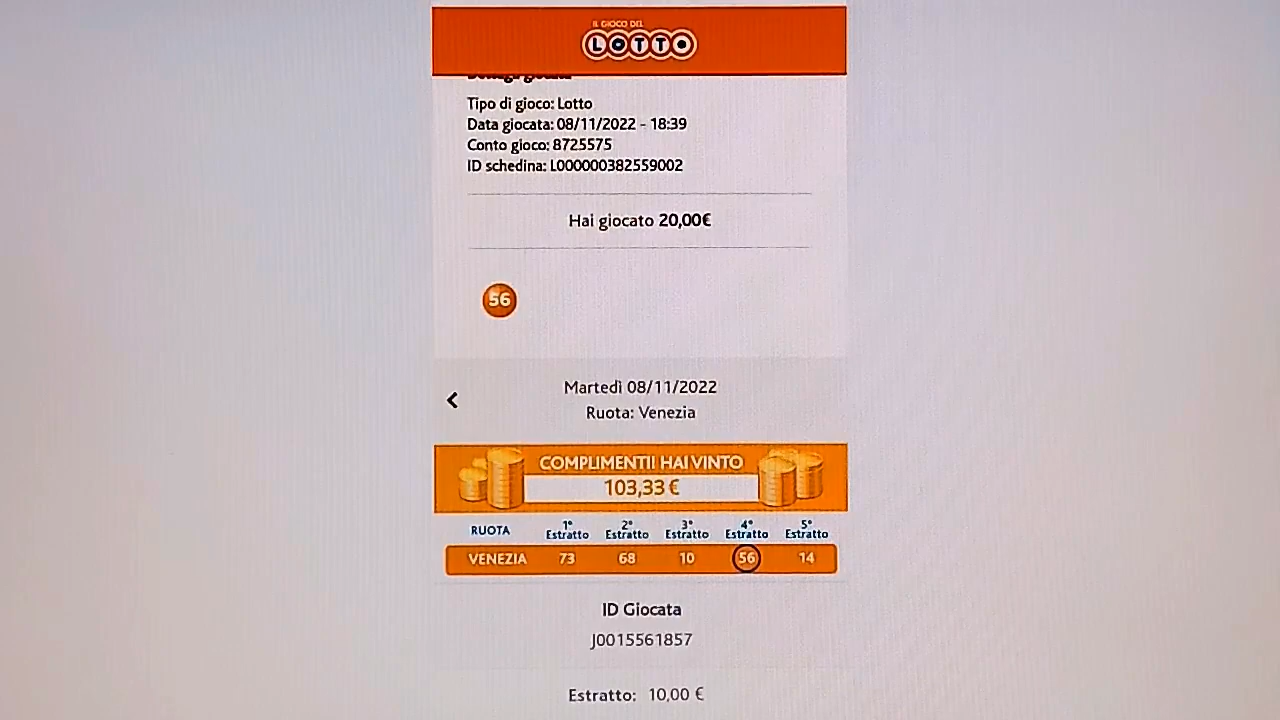 IL GIOCO DEL
LOTTO
Tipo di gioco: Lotto
Data giocata: 08/11/2022 - 18:39
Conto gioco: 8725575
ID schedina: L000000382559002
Hai giocato 20,00€
56
Martedì 08/11/2022
Ruota: Venezia
COMPLIMENTI! HAI VINTO
103,33 €
RUOTA 1° Estratto 2° Estratto 3° Estratto 4° Estratto 5° Estratto
VENEZIA 73 68 10 56 14
ID Giocata
J0015561857
Estratto: 10,00 €